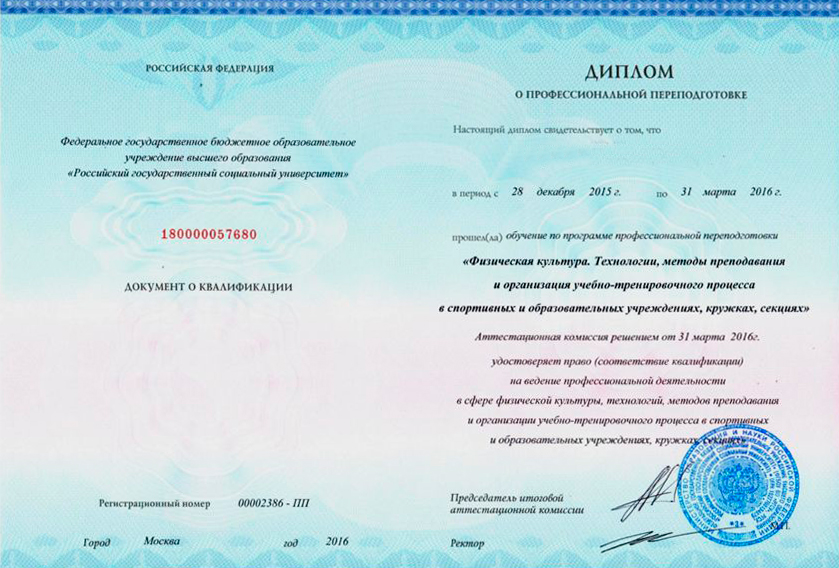 РОССИЙСКАЯ ФЕДЕРАЦИЯ
Федеральное государственное бюджетное образовательное
учреждение высшего образования
«Российский государственный социальный университет»
180000057680
ДОКУМЕНТ О КВАЛИФИКАЦИИ
Регистрационный номер 00002386 - ПП
Город Москва год 2016
ДИПЛОМ
О ПРОФЕССИОНАЛЬНОЙ ПЕРЕПОДГОТОВКЕ
Настоящий диплом свидетельствует о том, что
в период с 28 декабря 2015 г. по 31 марта 2016 г.
прошел(ла) обучение по программе профессиональной переподготовки
«Физическая культура. Технологии, методы преподавания
и организация учебно-тренировочного процесса
в спортивных и образовательных учреждениях, кружках, секциях»
Аттестационная комиссия решением от 31 марта 2016г.
удостоверяет право (соответствие квалификации)
на ведение профессиональной деятельности
в сфере физической культуры, технологий, методов преподавания
и организации учебно-тренировочного процесса в спортивных
и образовательных учреждениях, кружках, секциях»
Председатель итоговой
аттестационной комиссии
Ректор
М.П.